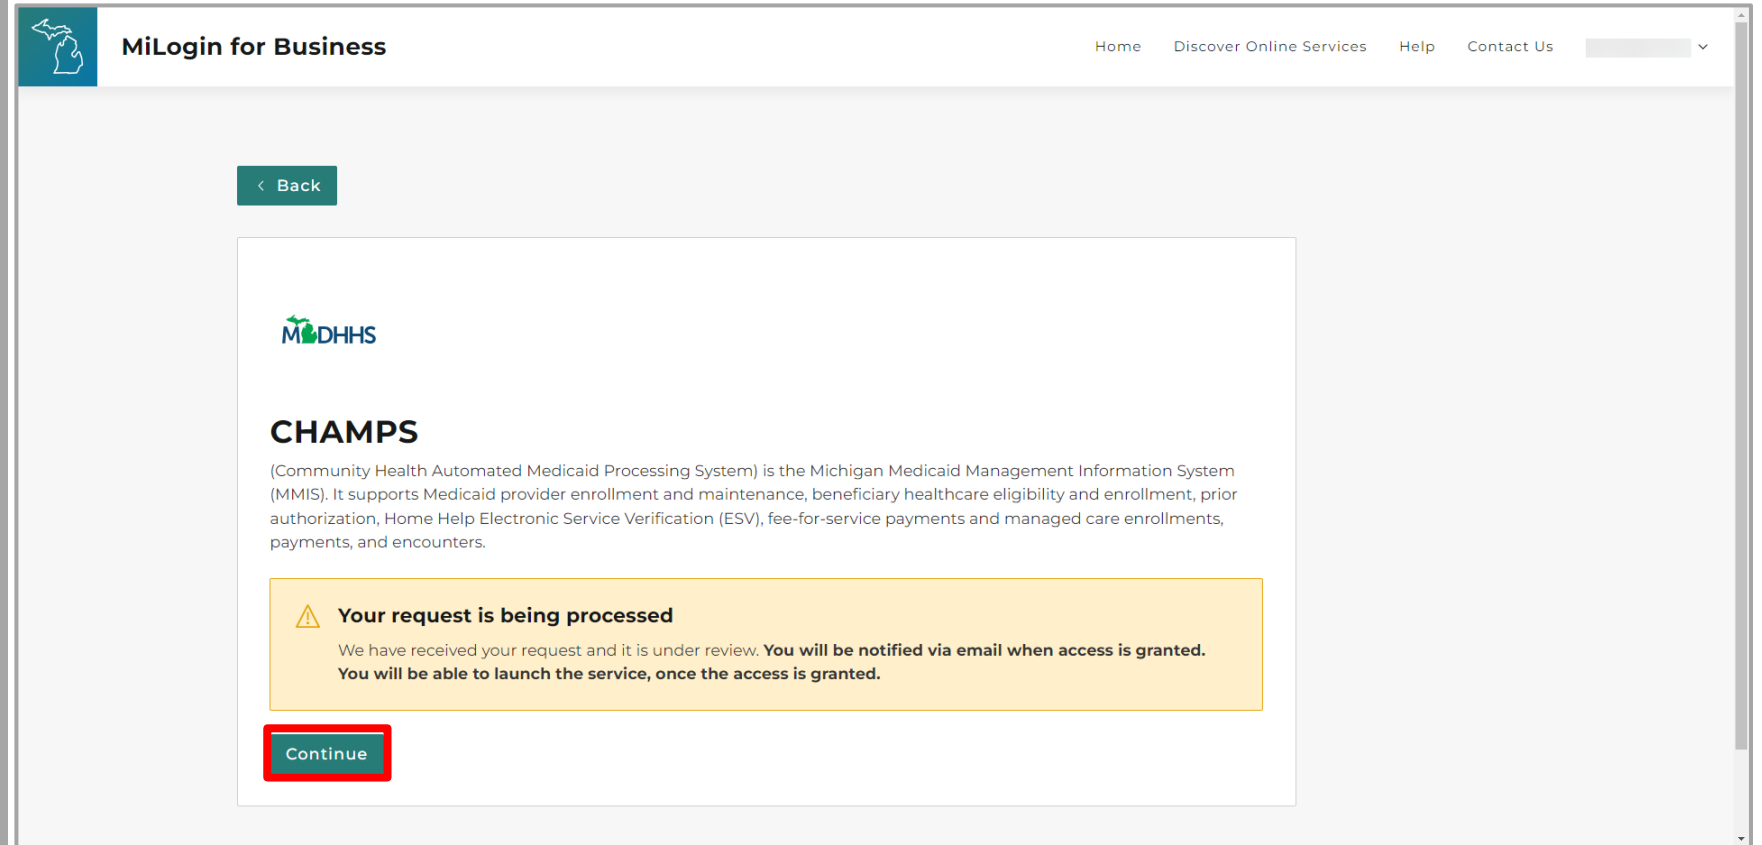 MiLogin for Business
Home Discover Online Services Help Contact Us
Back
MDHHS
CHAMPS
(Community Health Automated Medicaid Processing System) is the Michigan Medicaid Management Information System
(MMIS). It supports Medicaid provider enrollment and maintenance, beneficiary healthcare eligibility and enrollment, prior
authorization, Home Help Electronic Service Verification (ESV), fee-for-service payments and managed care enrollments,
payments, and encounters.
Your request is being processed
We have received your request and it is under review. You will be notified via email when access is granted.
You will be able to launch the service, once the access is granted.
Continue